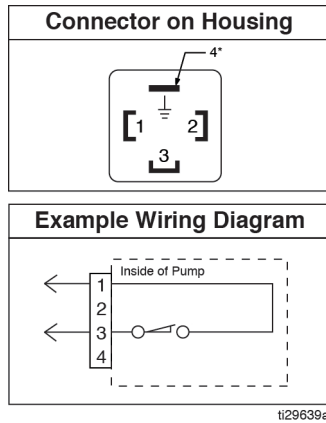 Connector on Housing
4*
1 2
3
Example Wiring Diagram
Inside of Pump
1
2
3
4
ti29639a